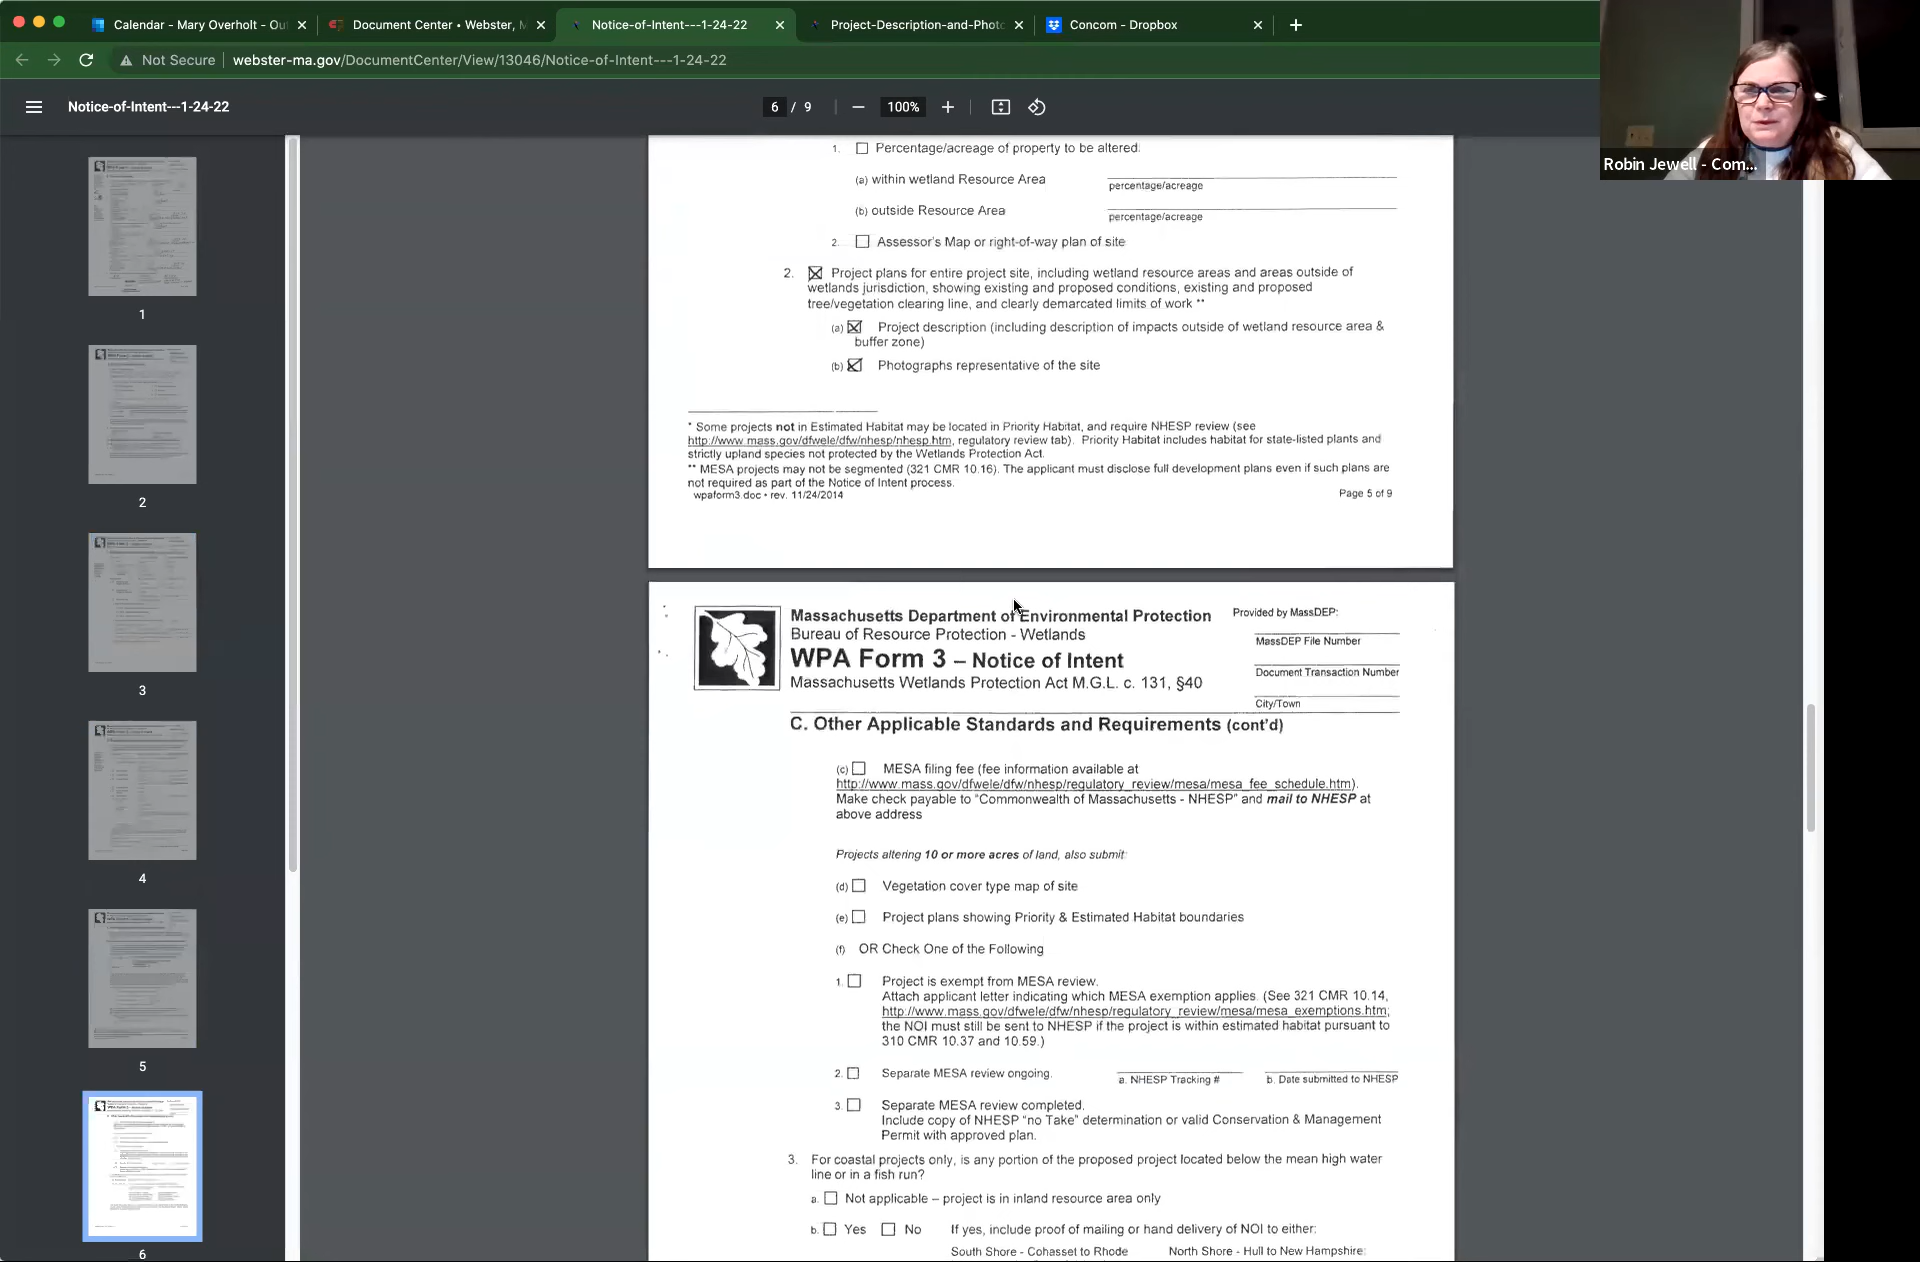 Calendar - Mary Overholt - Ou
Document Center • Webster, M
Notice-of-Intent---1-24-22
Project-Description-and-Phot
Concom - Dropbox
Not Secure
webster-ma.gov/DocumentCenter/View/13046/Notice-of-Intent---1-24-22
Notice-of-Intent---1-24-22
6 / 9
100%
Robin Jewell - Com...
1
2
3
4
5
6
1. Percentage/acreage of property to be altered:
(a) within wetland Resource Area
percentage/acreage
(b) outside Resource Area
percentage/acreage
2. Assessor's Map or right-of-way plan of site
2. Project plans for entire project site, including wetland resource areas and areas outside of
wetlands jurisdiction, showing existing and proposed conditions, existing and proposed
tree/vegetation clearing line, and clearly demarcated limits of work **
(a) Project description (including description of impacts outside of wetland resource area &
buffer zone)
(b) Photographs representative of the site
* Some projects not in Estimated Habitat may be located in Priority Habitat, and require NHESP review (see
http://www.mass.gov/dfwele/dfw/nhesp/nhesp.htm, regulatory review tab). Priority Habitat includes habitat for state-listed plants and
strictly upland species not protected by the Wetlands Protection Act.
** MESA projects may not be segmented (321 CMR 10.16). The applicant must disclose full development plans even if such plans are
not required as part of the Notice of Intent process.
wpaform3.doc • rev. 11/24/2014
Page 5 of 9
Massachusetts Department of Environmental Protection
Bureau of Resource Protection - Wetlands
WPA Form 3 – Notice of Intent
Massachusetts Wetlands Protection Act M.G.L. c. 131, §40
Provided by MassDEP:
MassDEP File Number
Document Transaction Number
City/Town
C. Other Applicable Standards and Requirements (cont'd)
(c) MESA filing fee (fee information available at
http://www.mass.gov/dfwele/dfw/nhesp/regulatory_review/mesa/mesa_fee_schedule.htm).
Make check payable to "Commonwealth of Massachusetts - NHESP" and mail to NHESP at
above address
Projects altering 10 or more acres of land, also submit:
(d) Vegetation cover type map of site
(e) Project plans showing Priority & Estimated Habitat boundaries
(f) OR Check One of the Following
1. Project is exempt from MESA review.
Attach applicant letter indicating which MESA exemption applies. (See 321 CMR 10.14,
http://www.mass.gov/dfwele/dfw/nhesp/regulatory_review/mesa/mesa_exemptions.htm;
the NOI must still be sent to NHESP if the project is within estimated habitat pursuant to
310 CMR 10.37 and 10.59.)
2. Separate MESA review ongoing.
a. NHESP Tracking #
b. Date submitted to NHESP
3. Separate MESA review completed.
Include copy of NHESP "no Take" determination or valid Conservation & Management
Permit with approved plan.
3. For coastal projects only, is any portion of the proposed project located below the mean high water
line or in a fish run?
a. Not applicable – project is in inland resource area only
b. Yes No If yes, include proof of mailing or hand delivery of NOI to either:
South Shore - Cohasset to Rhode
North Shore - Hull to New Hampshire: